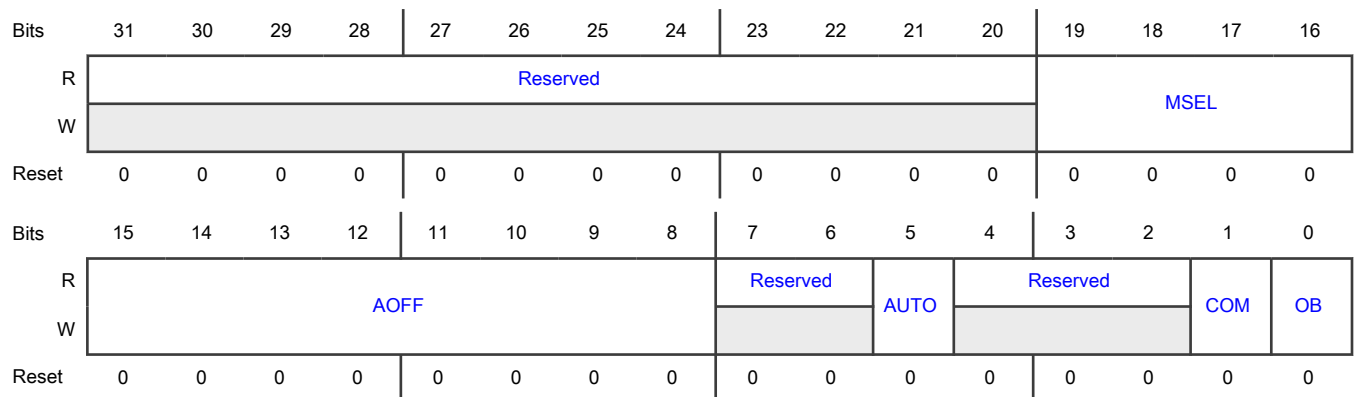 Bits 31 30 29 28 27 26 25 24 23 22 21 20 19 18 17 16
R Reserved MSEL
W
Reset 0 0 0 0 0 0 0 0 0 0 0 0 0 0 0 0
Bits 15 14 13 12 11 10 9 8 7 6 5 4 3 2 1 0
R AOFF Reserved AUTO Reserved COM OB
W
Reset 0 0 0 0 0 0 0 0 0 0 0 0 0 0 0 0